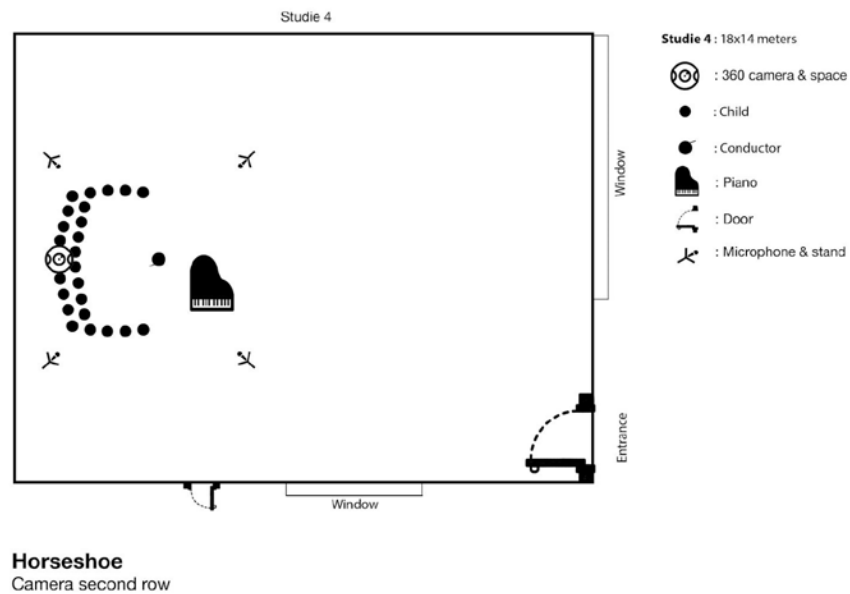 Studie 4
Studie 4 : 18x14 meters
: 360 camera & space
: Child
: Conductor
: Piano
: Door
: Microphone & stand
Window
Entrance
Window
Horseshoe
Camera second row